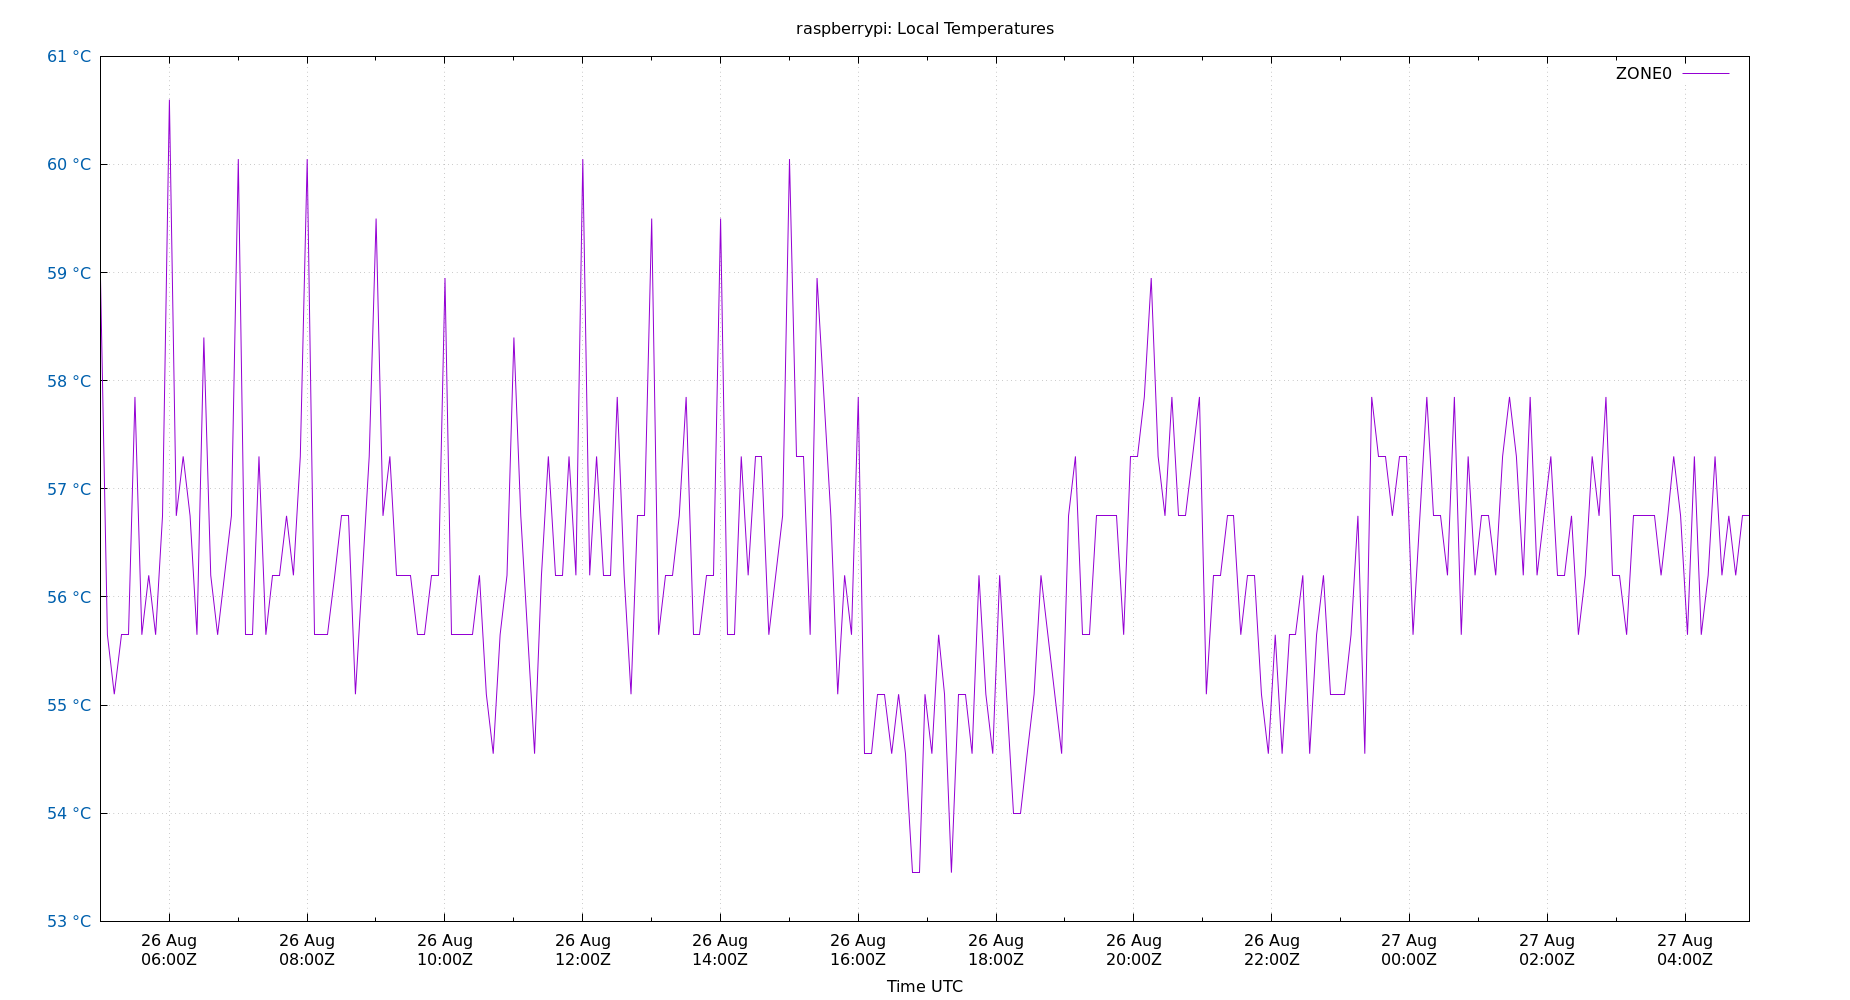 raspberrypi: Local Temperatures
61 °C
60 °C
59 °C
58 °C
57 °C
56 °C
55 °C
54 °C
53 °C
ZONE0
26 Aug
06:00Z
26 Aug
08:00Z
26 Aug
10:00Z
26 Aug
12:00Z
26 Aug
14:00Z
26 Aug
16:00Z
26 Aug
18:00Z
26 Aug
20:00Z
26 Aug
22:00Z
27 Aug
00:00Z
27 Aug
02:00Z
27 Aug
04:00Z
Time UTC